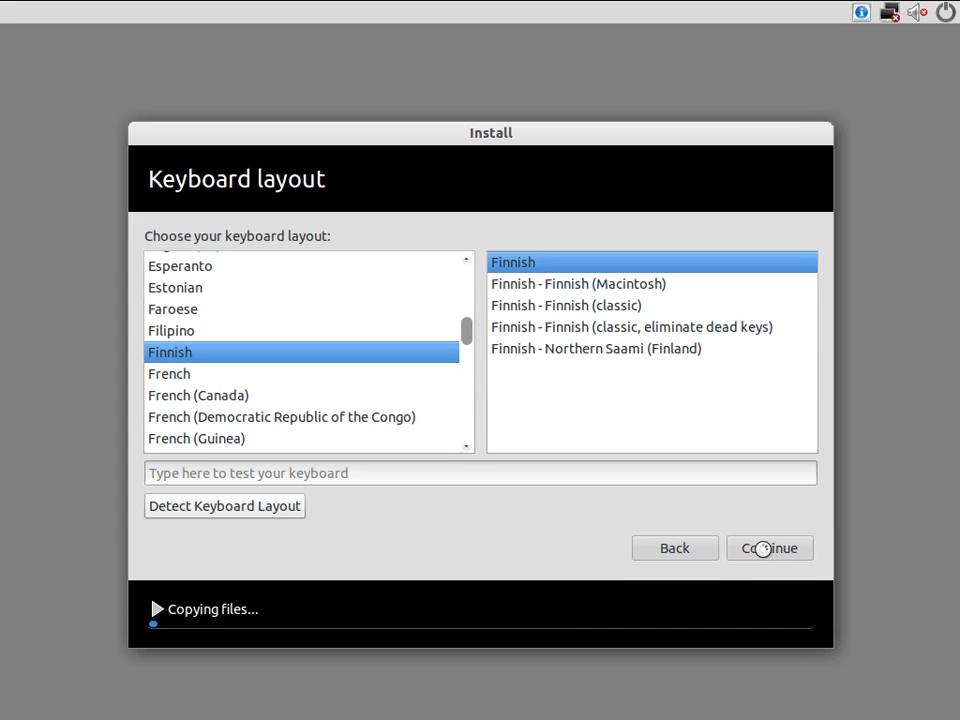 Install
Keyboard layout
Choose your keyboard layout:
Esperanto
Estonian
Faroese
Filipino
Finnish
French
French (Canada)
French (Democratic Republic of the Congo)
French (Guinea)
Finnish
Finnish - Finnish (Macintosh)
Finnish - Finnish (classic)
Finnish - Finnish (classic, eliminate dead keys)
Finnish - Northern Saami (Finland)
Type here to test your keyboard
Detect Keyboard Layout
Back
Continue
Copying files...